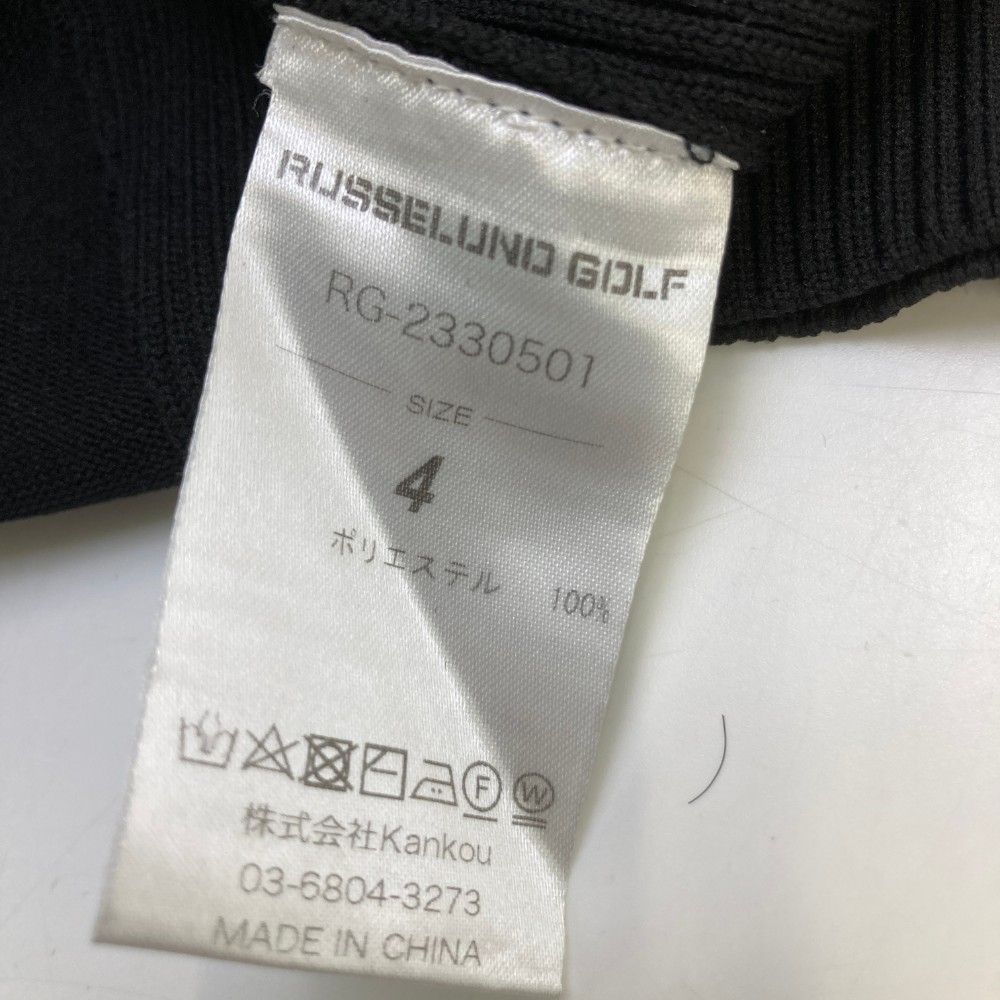 RUSSELUNO GOLF
RG-2330501
SIZE
4
ポリエステル 100%
F W
株式会社Kankou
03-6804-3273
MADE IN CHINA